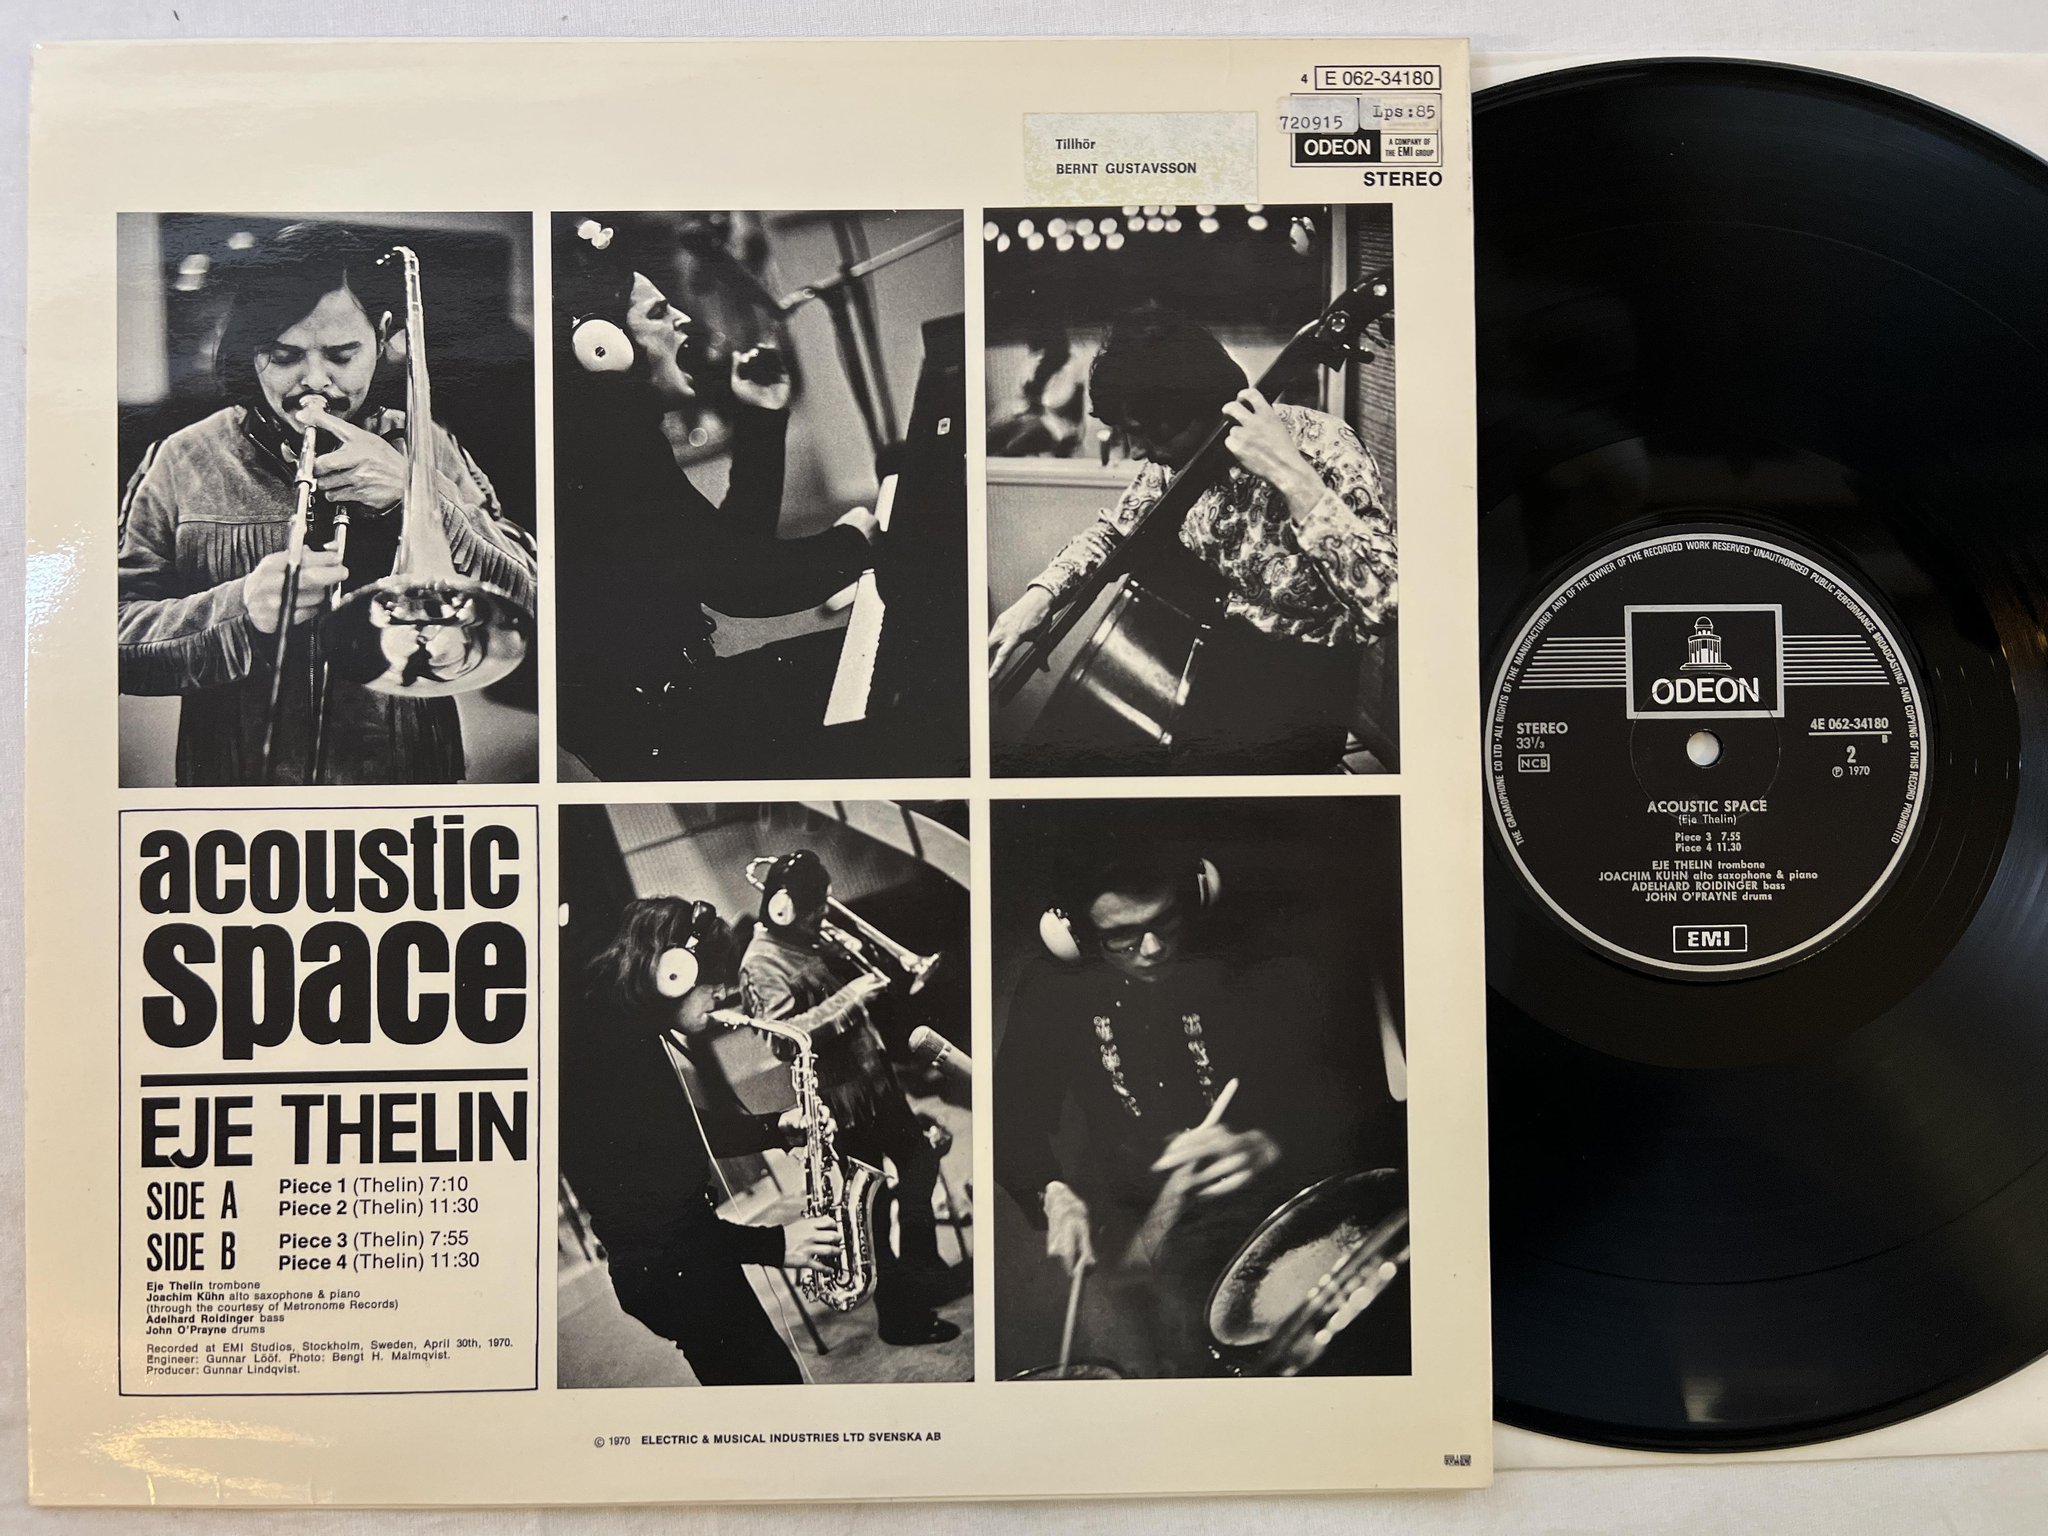 4 E 062-34180
720915 Lps:85
ODEON A COMPANY OF
THE EMI GROUP
STEREO
Tillhör
BERNT GUSTAVSSON
acoustic
space
EJE THELIN
SIDE A Piece 1 (Thelin) 7:10
Piece 2 (Thelin) 11:30
SIDE B Piece 3 (Thelin) 7:55
Piece 4 (Thelin) 11:30
Eje Thelin trombone
Joachim Kühn alto saxophone & piano
(through the courtesy of Metronome Records)
Adelhard Roidinger bass
John O'Prayne drums
Recorded at EMI Studios, Stockholm, Sweden, April 30th, 1970.
Engineer: Gunnar Lööf. Photo: Bengt H. Malmqvist.
Producer: Gunnar Lindqvist.
© 1970 ELECTRIC & MUSICAL INDUSTRIES LTD SVENSKA AB
THE GRAMOPHONE CO LTD · ALL RIGHTS OF THE MANUFACTURER AND OF THE OWNER OF THE RECORDED WORK RESERVED · UNAUTHORISED PUBLIC PERFORMANCE BROADCASTING AND COPYING OF THIS RECORD PROHIBITED
ODEON
STEREO
33 1/3
NCB
4E 062-34180
B
2
℗ 1970
ACOUSTIC SPACE
(Eje Thelin)
Piece 3 7.55
Piece 4 11.30
EJE THELIN trombone
JOACHIM KUHN alto saxophone & piano
ADELHARD ROIDINGER bass
JOHN O'PRAYNE drums
EMI